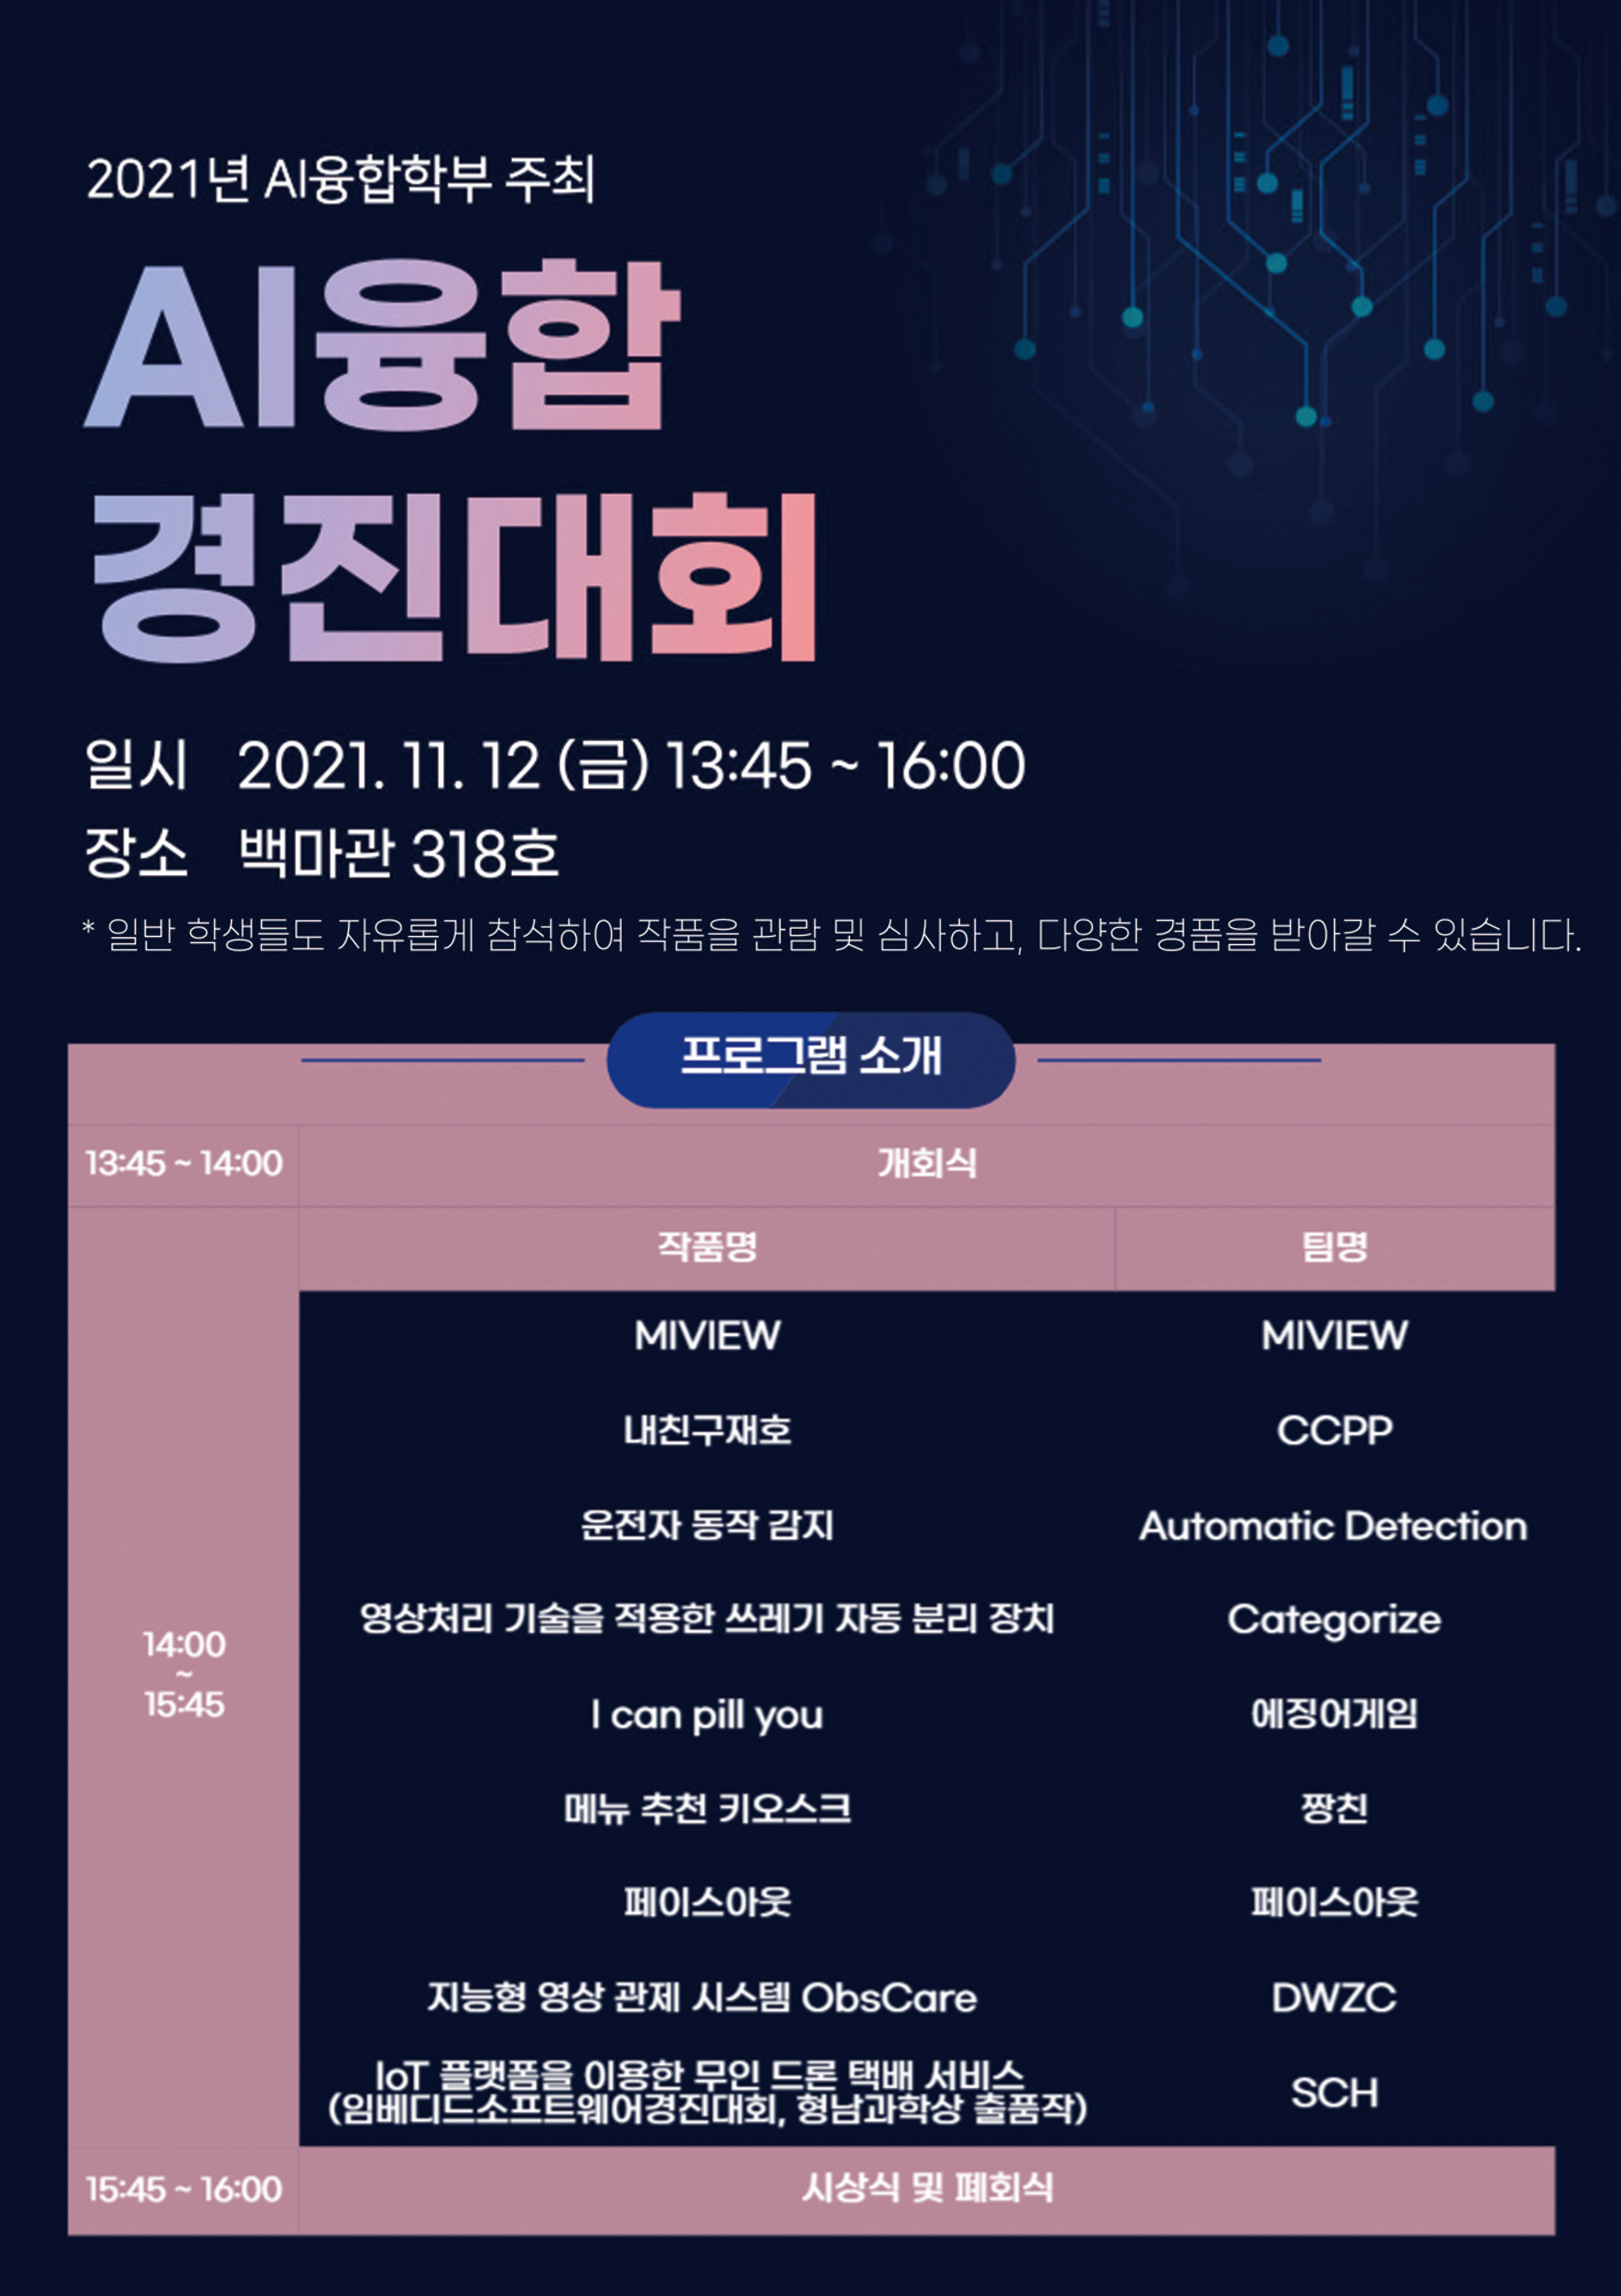 2021년 AI융합학부 주최
AI융합
경진대회
일시 2021. 11. 12 (금) 13:45 ~ 16:00
장소 백마관 318호
* 일반 학생들도 자유롭게 참석하여 작품을 관람 및 심사하고, 다양한 경품을 받아갈 수 있습니다.
프로그램 소개
13:45 ~ 14:00 개회식
작품명 팀명
14:00
~
15:45
MIVIEW MIVIEW
내친구재호 CCPP
운전자 동작 감지 Automatic Detection
영상처리 기술을 적용한 쓰레기 자동 분리 장치 Categorize
I can pill you 에징어게임
메뉴 추천 키오스크 짱친
페이스아웃 페이스아웃
지능형 영상 관제 시스템 ObsCare DWZC
IoT 플랫폼을 이용한 무인 드론 택배 서비스
(임베디드소프트웨어경진대회, 형남과학상 출품작) SCH
15:45 ~ 16:00 시상식 및 폐회식